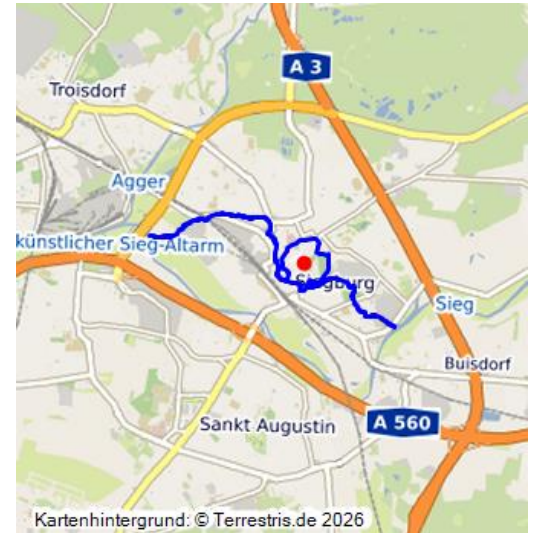 A 3
Troisdorf
Agger
künstlicher Sieg-Altarm
Siegburg
Sieg
Buisdorf
A 560
Sankt Augustin
Kartenhintergrund: © Terrestris.de 2026